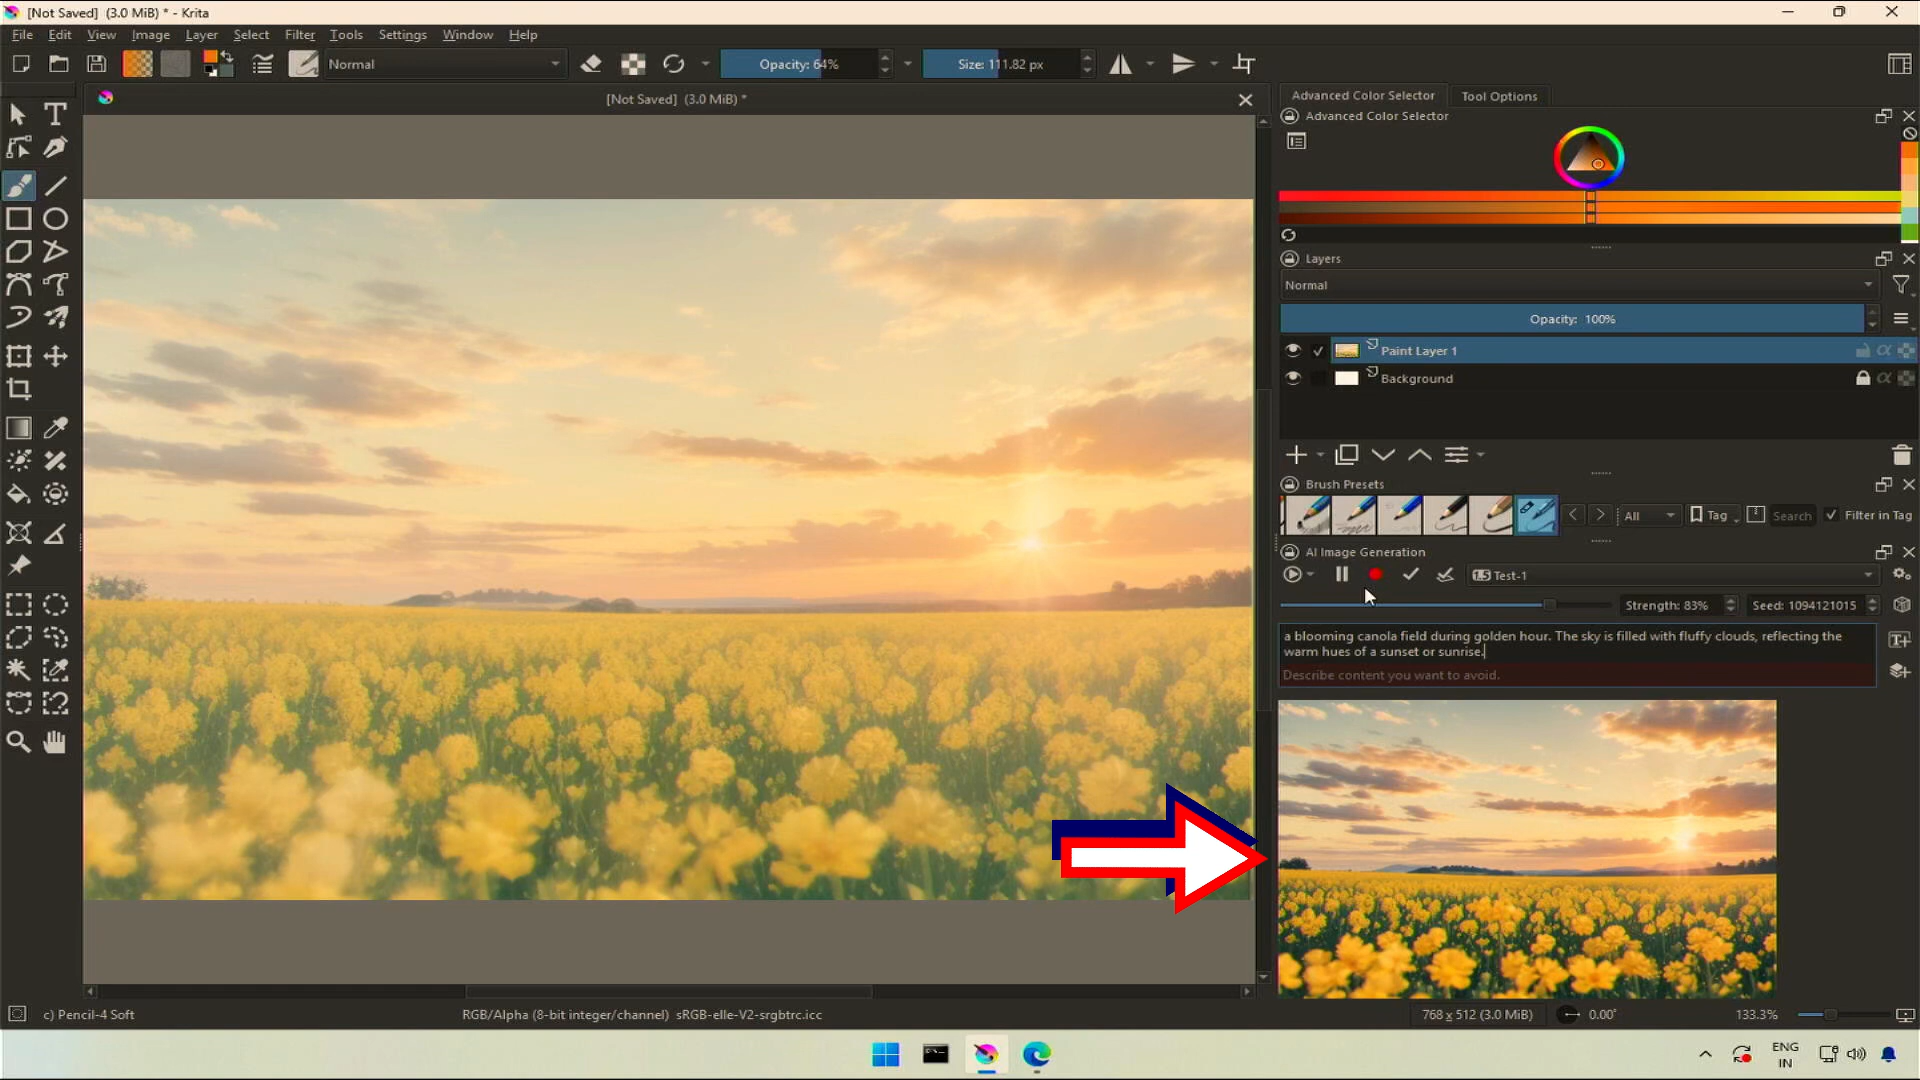 [Not Saved]  (3.0 MiB) * - Krita
File Edit View Image Layer Select Filter Tools Settings Window Help
Normal
Opacity: 64%
Size: 111.82 px
[Not Saved]  (3.0 MiB) *
Advanced Color Selector
Tool Options
Advanced Color Selector
Layers
Normal
Opacity:  100%
Paint Layer 1
Background
Brush Presets
All
Tag
Search
Filter in Tag
AI Image Generation
1.5 Test-1
Strength: 83%
Seed: 1094121015
a blooming canola field during golden hour. The sky is filled with fluffy clouds, reflecting the
warm hues of a sunset or sunrise.
Describe content you want to avoid.
c) Pencil-4 Soft
RGB/Alpha (8-bit integer/channel)  sRGB-elle-V2-srgbtrc.icc
768 x 512 (3.0 MiB)
0.00°
133.3%
ENG
IN